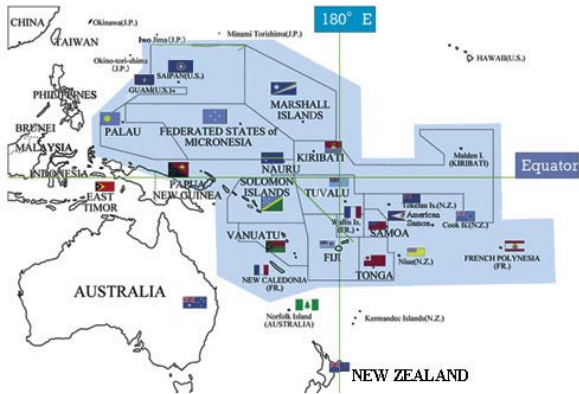 180° E
CHINA
Okinawa(J.P.)
Minami Torishima(J.P.)
TAIWAN
Iwo Jima(J.P.)
Okino-tori-shima
(J.P.)
HAWAII(U.S.)
SAIPAN(U.S.)
GUAM(U.S.)
PHILIPPINES
MARSHALL
ISLANDS
PALAU
FEDERATED STATES of
MICRONESIA
BRUNEI
MALAYSIA
KIRIBATI
Malden I.
(KIRIBATI)
NAURU
Equator
INDONESIA
PAPUA
NEW GUINEA
SOLOMON
ISLANDS
TUVALU
EAST
TIMOR
Tokelau Is.(N.Z.)
American
Samoa
Wallis Is.
(FR.)
SAMOA
Cook Is.(N.Z.)
VANUATU
FIJI
Niue(N.Z.)
FRENCH POLYNESIA
(FR.)
TONGA
NEW CALEDONIA
(FR.)
AUSTRALIA
Norfolk Island
(AUSTRALIA)
Kermandec Islands(N.Z.)
NEW ZEALAND